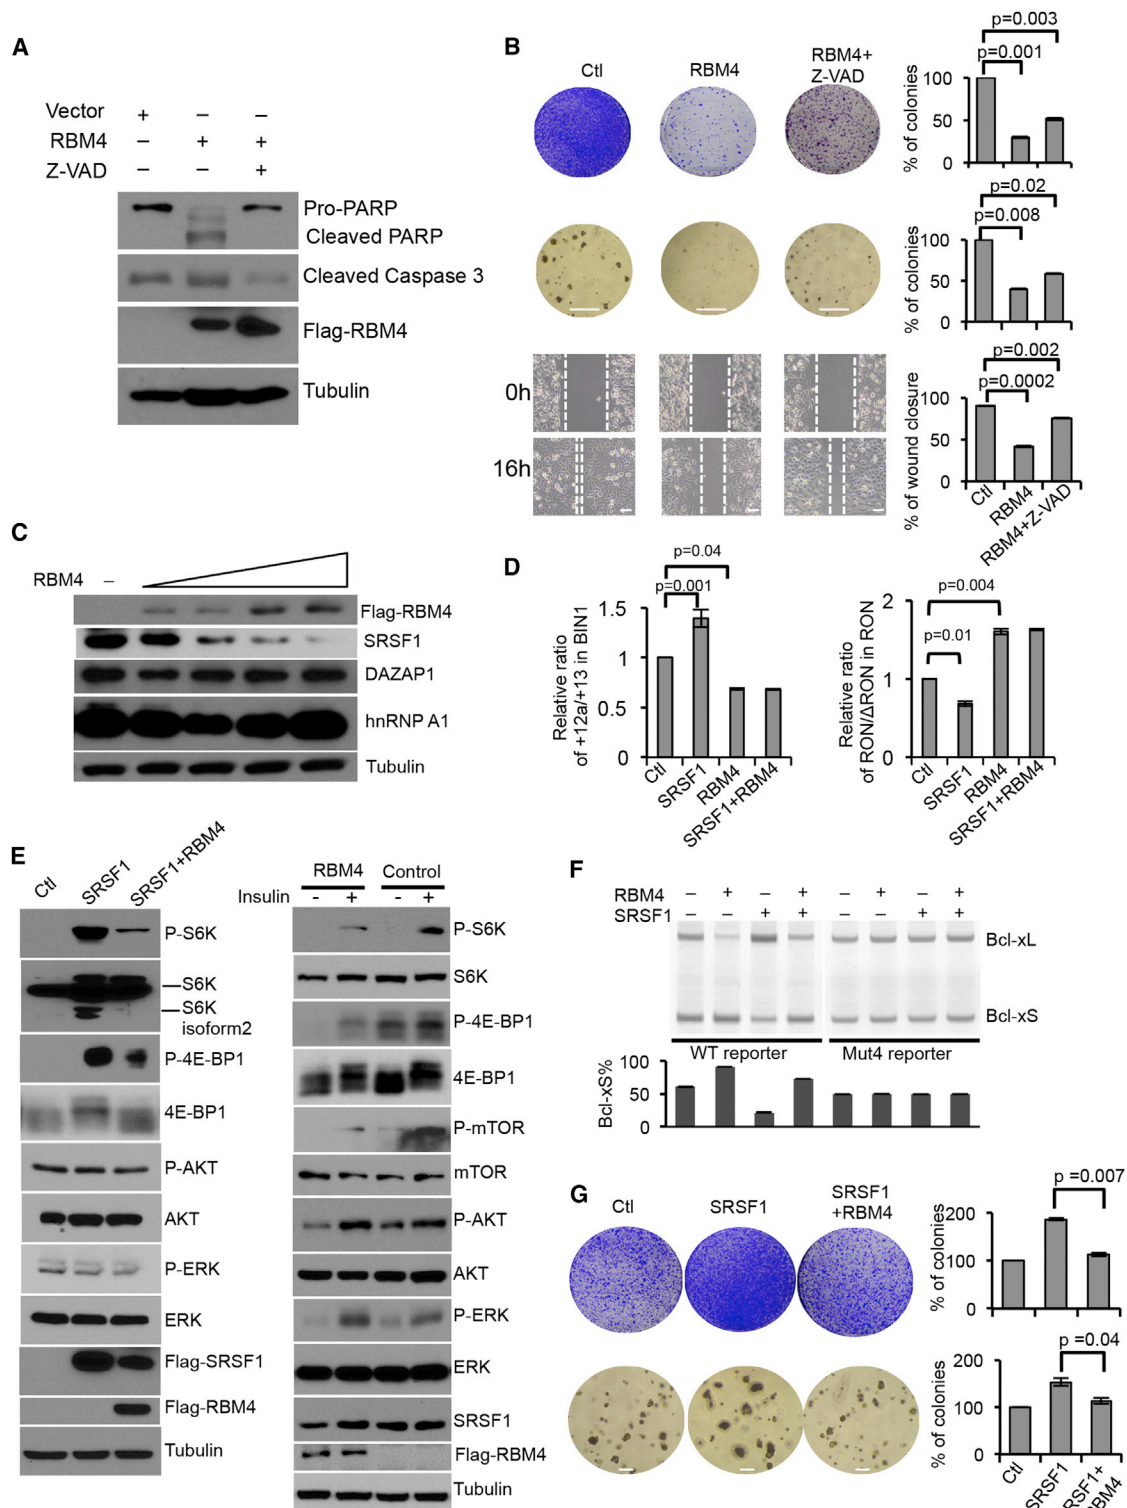 A
Vector + – –
RBM4 – + +
Z-VAD – – +
Pro-PARP
Cleaved PARP
Cleaved Caspase 3
Flag-RBM4
Tubulin
B
Ctl RBM4 RBM4+
Z-VAD
0h
16h
p=0.003
p=0.001
% of colonies
100
50
0
p=0.02
p=0.008
% of colonies
100
50
0
p=0.002
p=0.0002
% of wound closure
100
50
0
Ctl
RBM4
RBM4+Z-VAD
C
RBM4 –
Flag-RBM4
SRSF1
DAZAP1
hnRNP A1
Tubulin
D
p=0.04
p=0.001
Relative ratio
of +12a/+13 in BIN1
1.5
1
0.5
0
Ctl
SRSF1
RBM4
SRSF1+RBM4
p=0.004
p=0.01
Relative ratio
of RON/ΔRON in RON
2
1
0
Ctl
SRSF1
RBM4
SRSF1+RBM4
E
Ctl
SRSF1
SRSF1+RBM4
P-S6K
S6K
S6K
isoform2
P-4E-BP1
4E-BP1
P-AKT
AKT
P-ERK
ERK
Flag-SRSF1
Flag-RBM4
Tubulin
RBM4 Control
Insulin - + - +
P-S6K
S6K
P-4E-BP1
4E-BP1
P-mTOR
mTOR
P-AKT
AKT
P-ERK
ERK
SRSF1
Flag-RBM4
Tubulin
F
RBM4 – + – + – + – +
SRSF1 – – + + – – + +
Bcl-xL
Bcl-xS
WT reporter Mut4 reporter
Bcl-xS%
100
50
0
G
Ctl SRSF1 SRSF1
+RBM4
p =0.007
% of colonies
200
100
0
p =0.04
% of colonies
200
100
0
Ctl
SRSF1